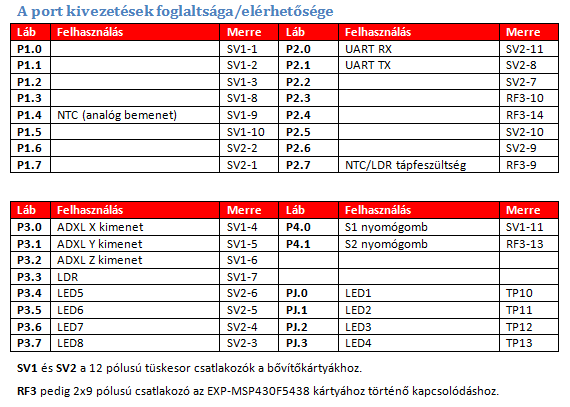 A port kivezetések foglaltsága/elérhetősége
Láb Felhasználás Merre Láb Felhasználás Merre
P1.0 SV1-1 P2.0 UART RX SV2-11
P1.1 SV1-2 P2.1 UART TX SV2-8
P1.2 SV1-3 P2.2 SV2-7
P1.3 SV1-8 P2.3 RF3-10
P1.4 NTC (analóg bemenet) SV1-9 P2.4 RF3-14
P1.5 SV1-10 P2.5 SV2-10
P1.6 SV2-2 P2.6 SV2-9
P1.7 SV2-1 P2.7 NTC/LDR tápfeszültség RF3-9
Láb Felhasználás Merre Láb Felhasználás Merre
P3.0 ADXL X kimenet SV1-4 P4.0 S1 nyomógomb SV1-11
P3.1 ADXL Y kimenet SV1-5 P4.1 S2 nyomógomb RF3-13
P3.2 ADXL Z kimenet SV1-6
P3.3 LDR SV1-7
P3.4 LED5 SV2-6 PJ.0 LED1 TP10
P3.5 LED6 SV2-5 PJ.1 LED2 TP11
P3.6 LED7 SV2-4 PJ.2 LED3 TP12
P3.7 LED8 SV2-3 PJ.3 LED4 TP13
SV1 és SV2 a 12 pólusú tüskesor csatlakozók a bővítőkártyákhoz.
RF3 pedig 2x9 pólusú csatlakozó az EXP-MSP430F5438 kártyához történő kapcsolódáshoz.